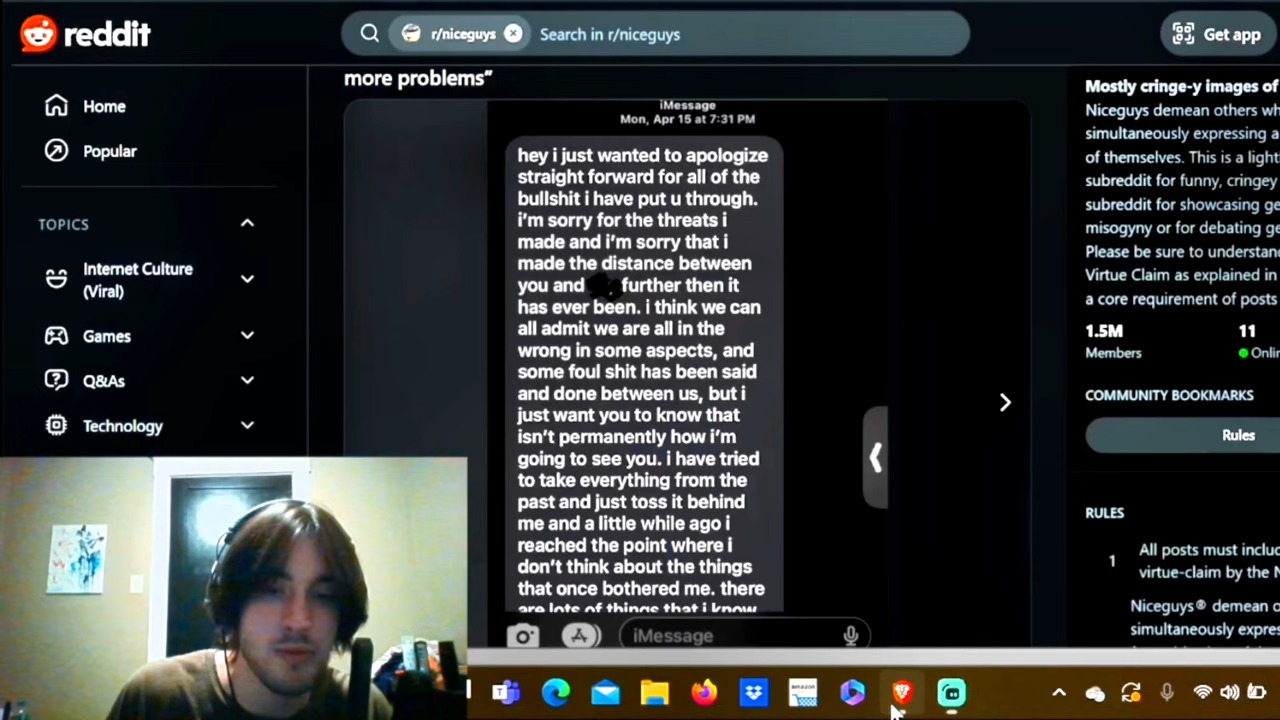 reddit
r/niceguys
Search in r/niceguys
Get app
Home
Popular
TOPICS
Internet Culture
(Viral)
Games
Q&As
Technology
more problems”
iMessage
Mon, Apr 15 at 7:31 PM
hey i just wanted to apologize
straight forward for all of the
bullshit i have put u through.
i’m sorry for the threats i
made and i’m sorry that i
made the distance between
you and further then it
has ever been. i think we can
all admit we are all in the
wrong in some aspects, and
some foul shit has been said
and done between us, but i
just want you to know that
isn’t permanently how i’m
going to see you. i have tried
to take everything from the
past and just toss it behind
me and a little while ago i
reached the point where i
don’t think about the things
that once bothered me. there
are lots of things that i know
iMessage
Mostly cringe-y images of
Niceguys demean others wh
simultaneously expressing a
of themselves. This is a light
subreddit for funny, cringey
subreddit for showcasing ge
misogyny or for debating ge
Please be sure to understan
Virtue Claim as explained in
a core requirement of posts
1.5M
11
Members
Onli
COMMUNITY BOOKMARKS
Rules
RULES
1
All posts must inclu
virtue-claim by the N
Niceguys® demean o
simultaneously expres
amazon